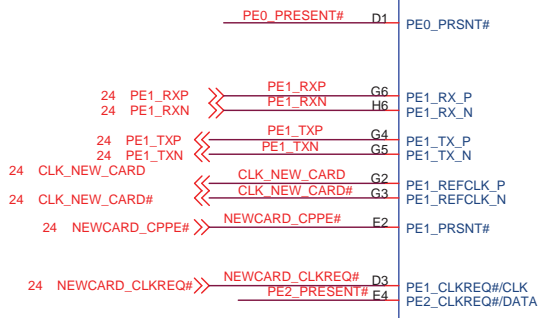 PE0_PRESENT# D1 PE0_PRSNT#
24 PE1_RXP PE1_RXP G6 PE1_RX_P
24 PE1_RXN PE1_RXN H6 PE1_RX_N
24 PE1_TXP PE1_TXP G4 PE1_TX_P
24 PE1_TXN PE1_TXN G5 PE1_TX_N
24 CLK_NEW_CARD CLK_NEW_CARD G2 PE1_REFCLK_P
24 CLK_NEW_CARD# CLK_NEW_CARD# G3 PE1_REFCLK_N
24 NEWCARD_CPPE# NEWCARD_CPPE# E2 PE1_PRSNT#
24 NEWCARD_CLKREQ# NEWCARD_CLKREQ# D3 PE1_CLKREQ#/CLK
PE2_PRESENT# E4 PE2_CLKREQ#/DATA